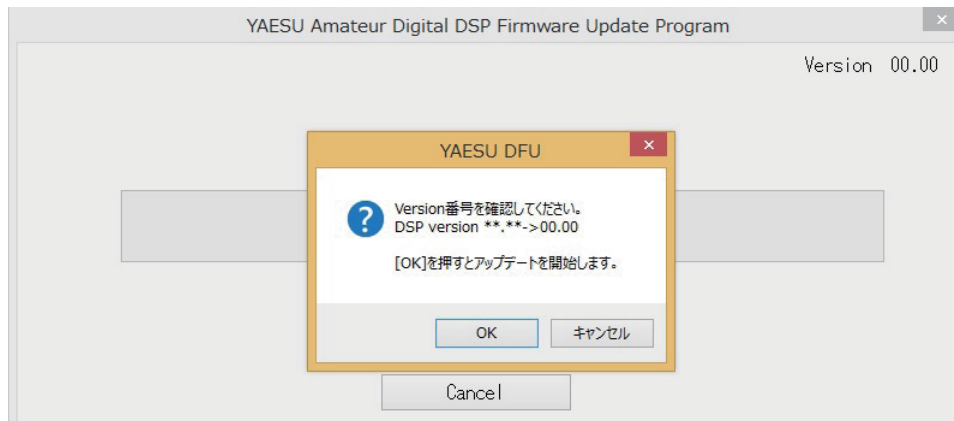 YAESU Amateur Digital DSP Firmware Update Program
Version 00.00
YAESU DFU
Version番号を確認してください。
DSP version **.**->00.00
[OK]を押すとアップデートを開始します。
OK キャンセル
Cancel